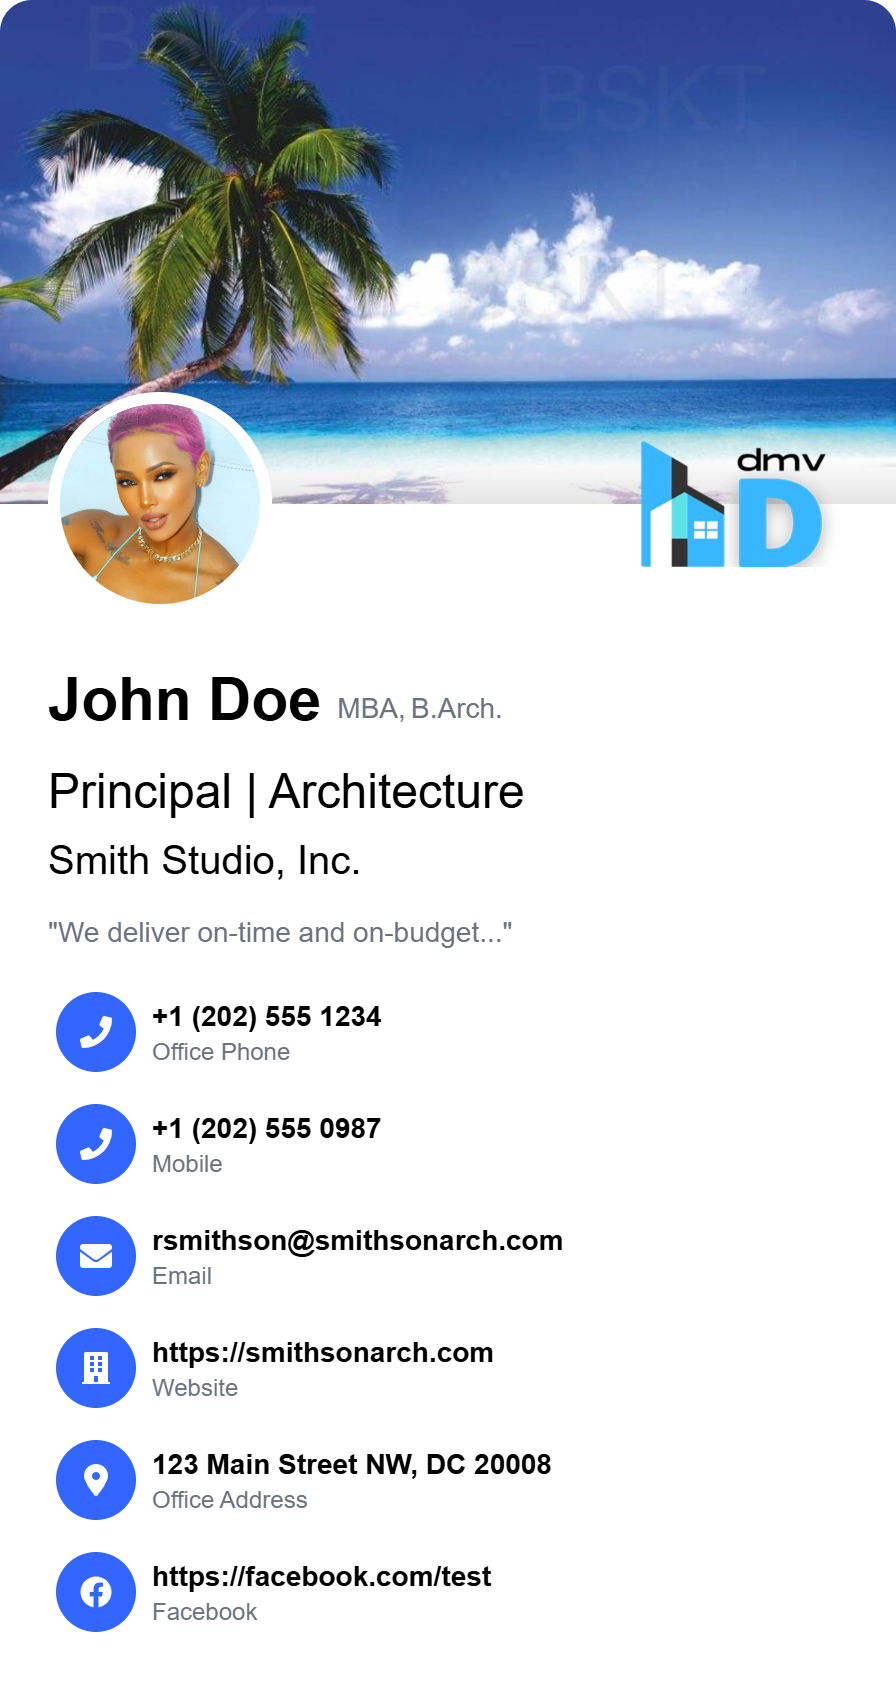 BSKT
BSKT
BSKT
dmv
D
John Doe MBA, B.Arch.
Principal | Architecture
Smith Studio, Inc.
"We deliver on-time and on-budget..."
+1 (202) 555 1234
Office Phone
+1 (202) 555 0987
Mobile
rsmithson@smithsonarch.com
Email
https://smithsonarch.com
Website
123 Main Street NW, DC 20008
Office Address
https://facebook.com/test
Facebook